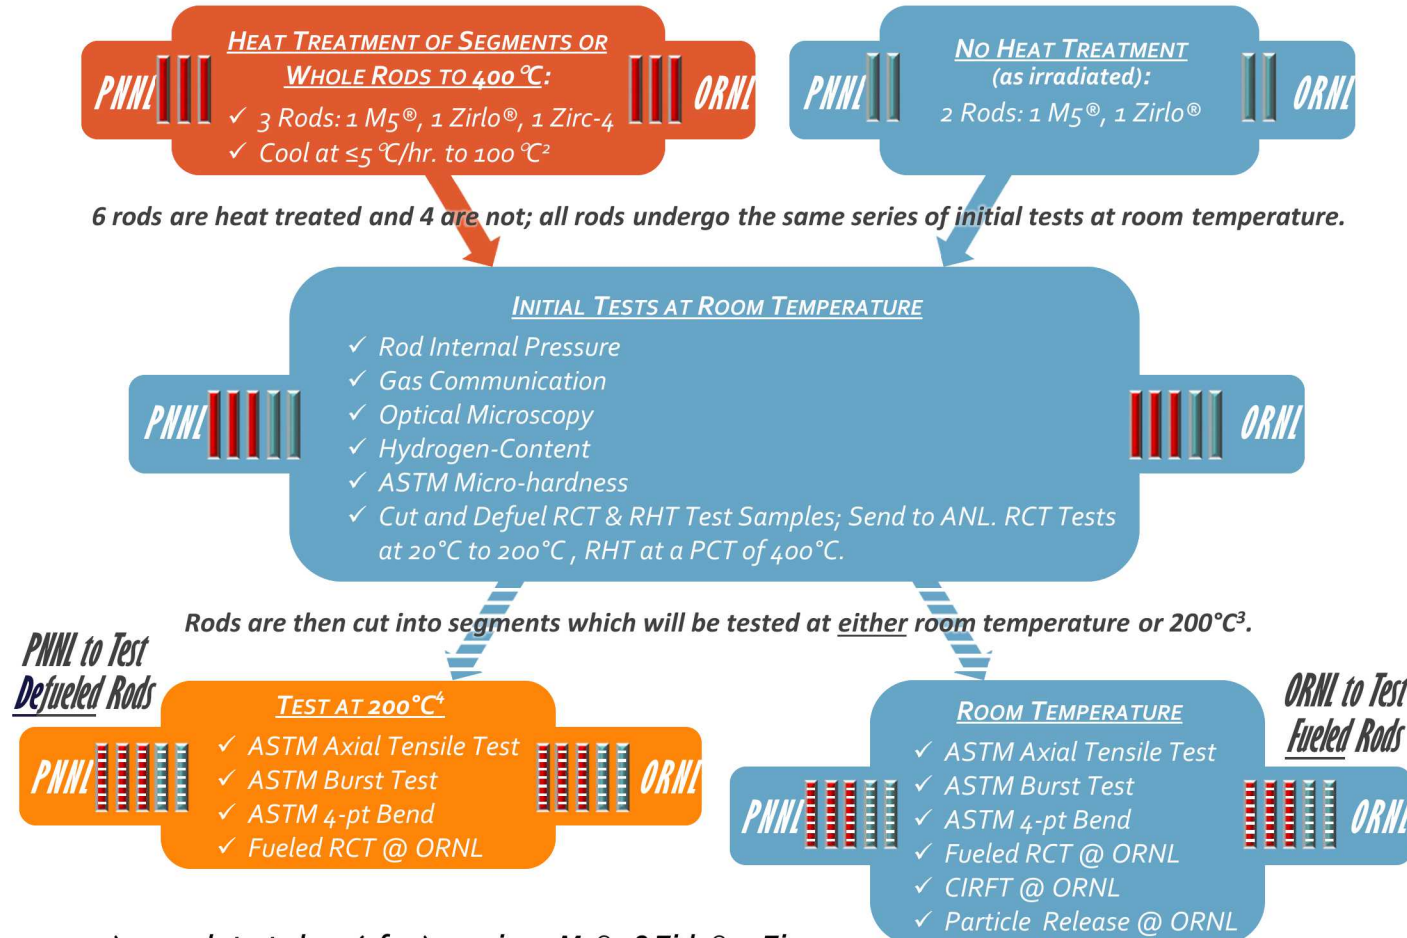 HEAT TREATMENT OF SEGMENTS OR
WHOLE RODS TO 400 °C:
✓ 3 Rods: 1 M5®, 1 Zirlo®, 1 Zirc-4
✓ Cool at ≤5 °C/hr. to 100 °C²
PNNL
ORNL
NO HEAT TREATMENT
(as irradiated):
2 Rods: 1 M5®, 1 Zirlo®
PNNL
ORNL
6 rods are heat treated and 4 are not; all rods undergo the same series of initial tests at room temperature.
INITIAL TESTS AT ROOM TEMPERATURE
✓ Rod Internal Pressure
✓ Gas Communication
✓ Optical Microscopy
✓ Hydrogen-Content
✓ ASTM Micro-hardness
✓ Cut and Defuel RCT & RHT Test Samples; Send to ANL. RCT Tests
at 20°C to 200°C , RHT at a PCT of 400°C.
PNNL
ORNL
Rods are then cut into segments which will be tested at either room temperature or 200°C³.
PNNL to Test
Defueled Rods
TEST AT 200°C⁴
✓ ASTM Axial Tensile Test
✓ ASTM Burst Test
✓ ASTM 4-pt Bend
✓ Fueled RCT @ ORNL
PNNL
ORNL
ORNL to Test
Fueled Rods
ROOM TEMPERATURE
✓ ASTM Axial Tensile Test
✓ ASTM Burst Test
✓ ASTM 4-pt Bend
✓ Fueled RCT @ ORNL
✓ CIRFT @ ORNL
✓ Particle Release @ ORNL
PNNL
ORNL